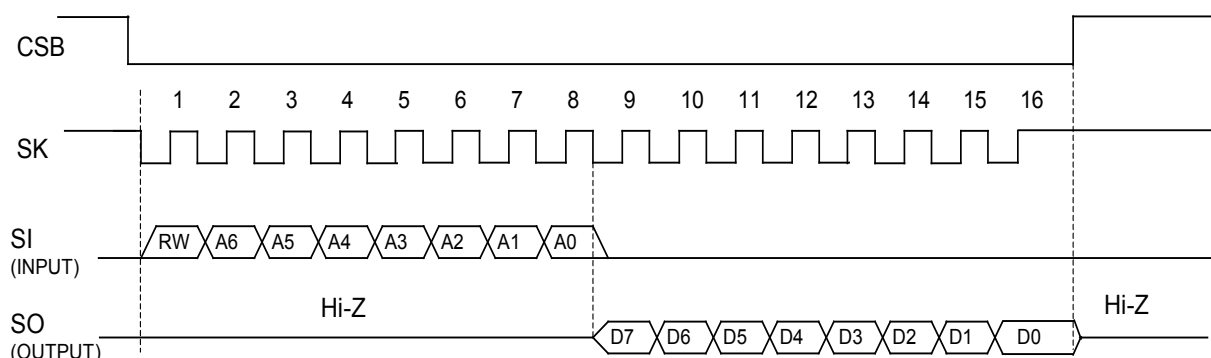 CSB
1 2 3 4 5 6 7 8 9 10 11 12 13 14 15 16
SK
SI
(INPUT)
RW A6 A5 A4 A3 A2 A1 A0
Hi-Z
Hi-Z
SO
(OUTPUT)
D7 D6 D5 D4 D3 D2 D1 D0